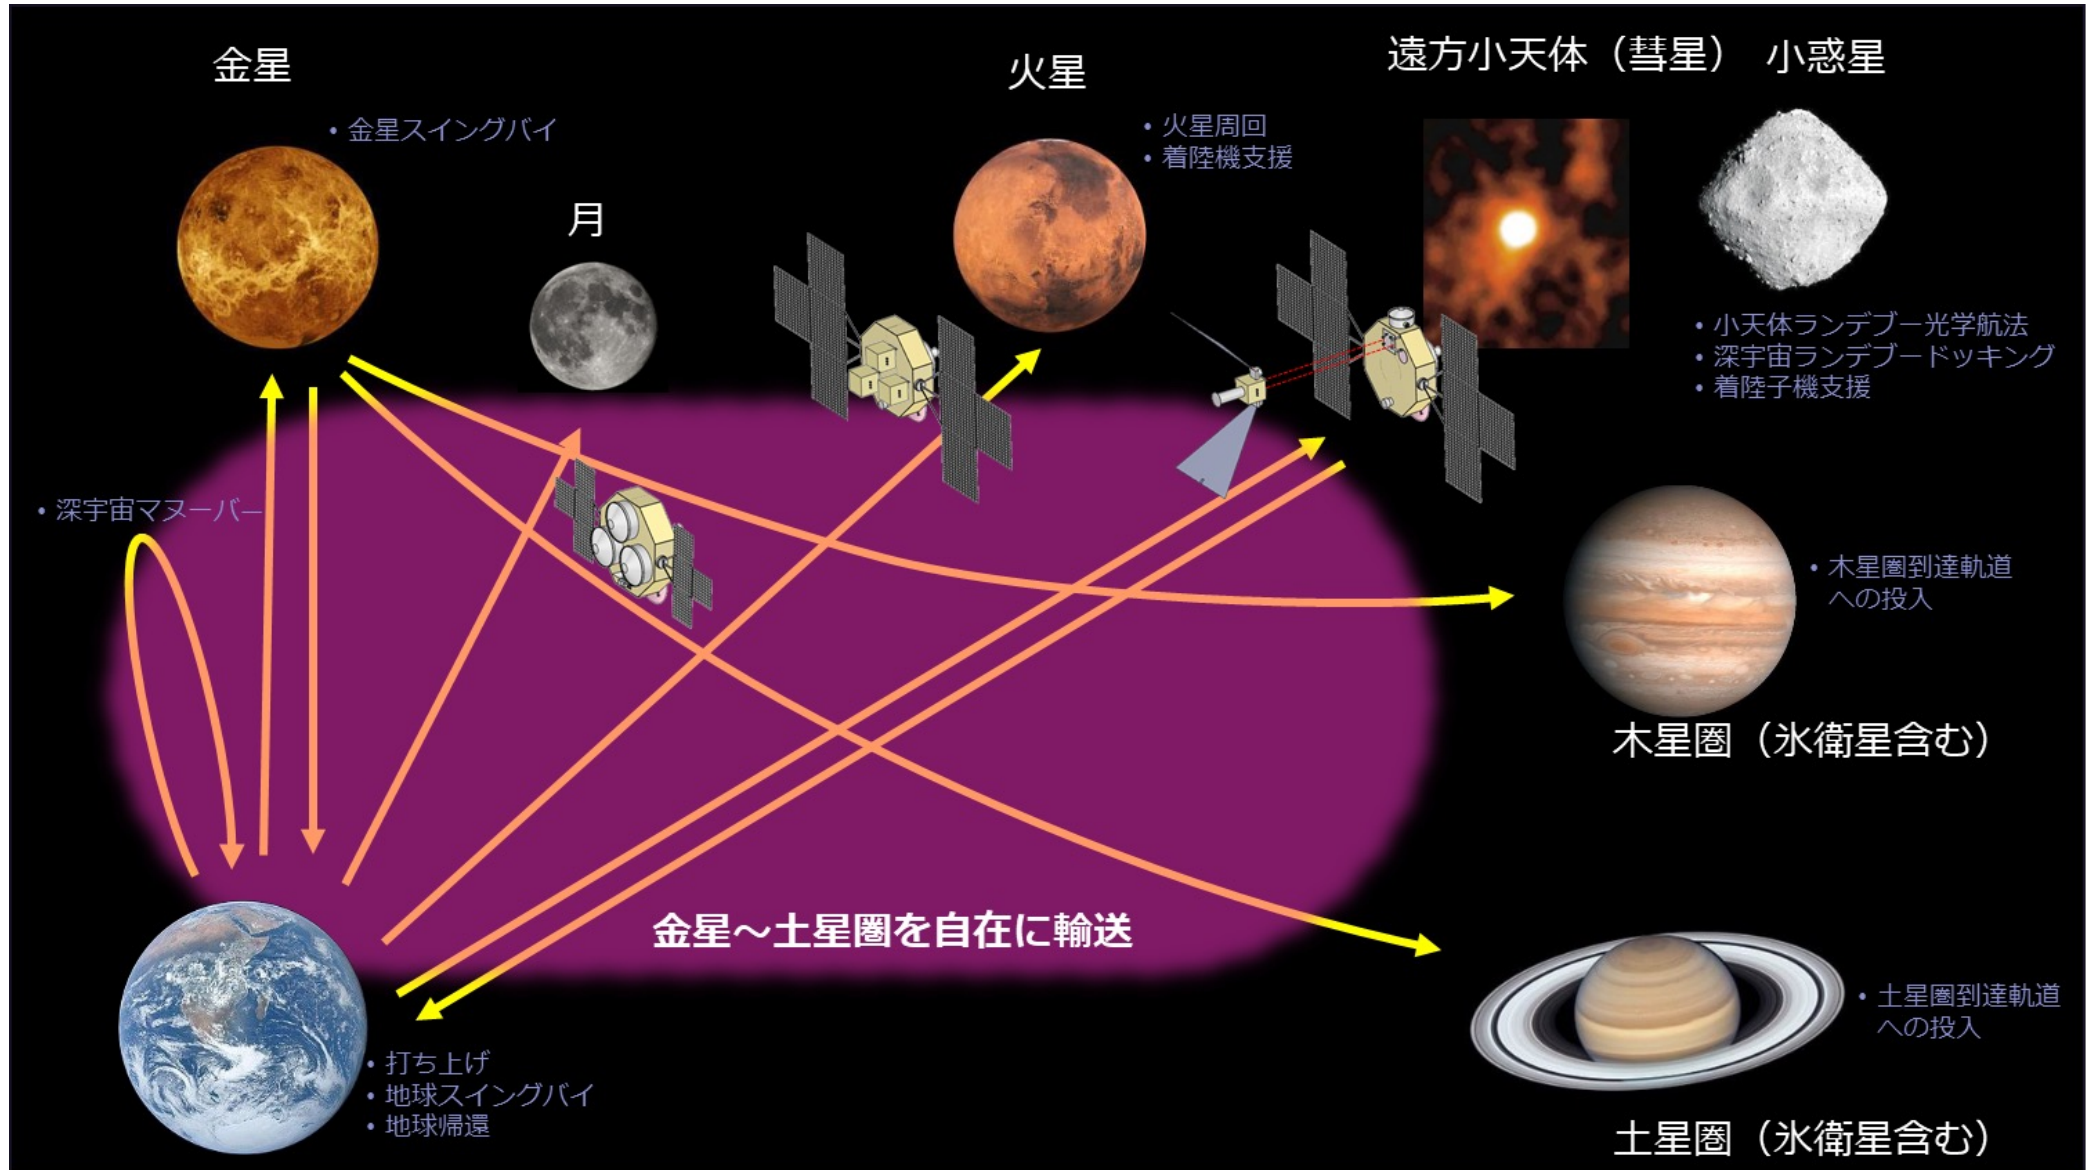 金星
・金星スイングバイ
月
火星
・火星周回
・着陸機支援
遠方小天体（彗星）
小惑星
・小天体ランデブー光学航法
・深宇宙ランデブードッキング
・着陸子機支援
・深宇宙マヌーバー
・木星圏到達軌道
への投入
木星圏（氷衛星含む）
金星～土星圏を自在に輸送
・土星圏到達軌道
への投入
土星圏（氷衛星含む）
・打ち上げ
・地球スイングバイ
・地球帰還